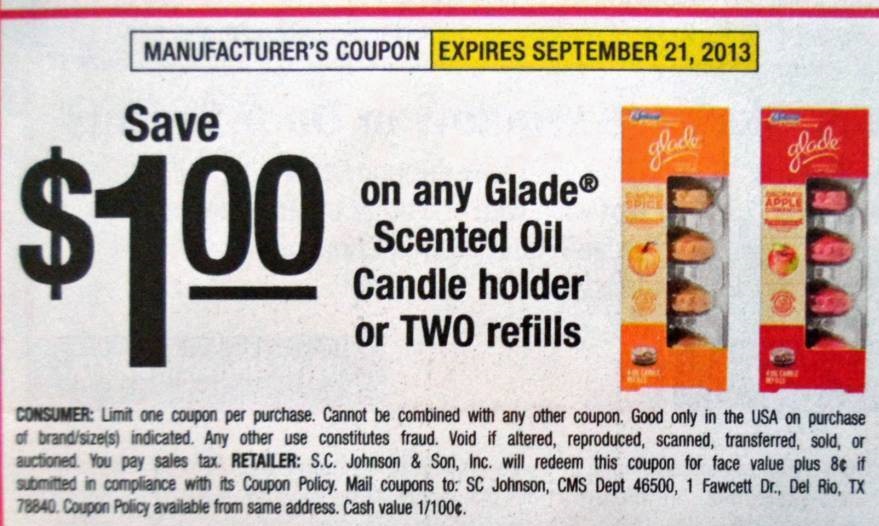 MANUFACTURER'S COUPON EXPIRES SEPTEMBER 21, 2013
Save
$1.00
on any Glade®
Scented Oil
Candle holder
or TWO refills
glade
SPICE
glade
APPLE
CONSUMER: Limit one coupon per purchase. Cannot be combined with any other coupon. Good only in the USA on purchase
of brand/size(s) indicated. Any other use constitutes fraud. Void if altered, reproduced, scanned, transferred, sold, or
auctioned. You pay sales tax. RETAILER: S.C. Johnson & Son, Inc. will redeem this coupon for face value plus 8¢ if
submitted in compliance with its Coupon Policy. Mail coupons to: SC Johnson, CMS Dept 46500, 1 Fawcett Dr., Del Rio, TX
78840. Coupon Policy available from same address. Cash value 1/100¢.